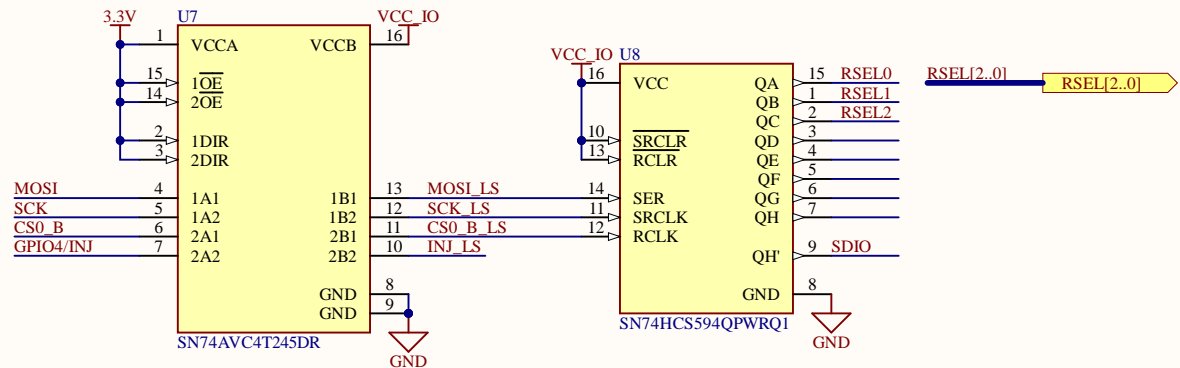 3.3V
U7
VCC_IO
1
VCCA
VCCB
16
15
1OE
14
2OE
2
1DIR
3
2DIR
MOSI
4
1A1
1B1
13
MOSI_LS
SCK
5
1A2
1B2
12
SCK_LS
CS0_B
6
2A1
2B1
11
CS0_B_LS
GPIO4/INJ
7
2A2
2B2
10
INJ_LS
GND
8
GND
9
SN74AVC4T245DR
GND
VCC_IO
U8
16
VCC
QA
15
RSEL0
QB
1
RSEL1
QC
2
RSEL2
10
SRCLR
QD
3
13
RCLR
QE
4
QF
5
14
SER
QG
6
11
SRCLK
QH
7
12
RCLK
QH'
9
SDIO
GND
8
SN74HCS594QPWRQ1
GND
RSEL[2..0]
RSEL[2..0]